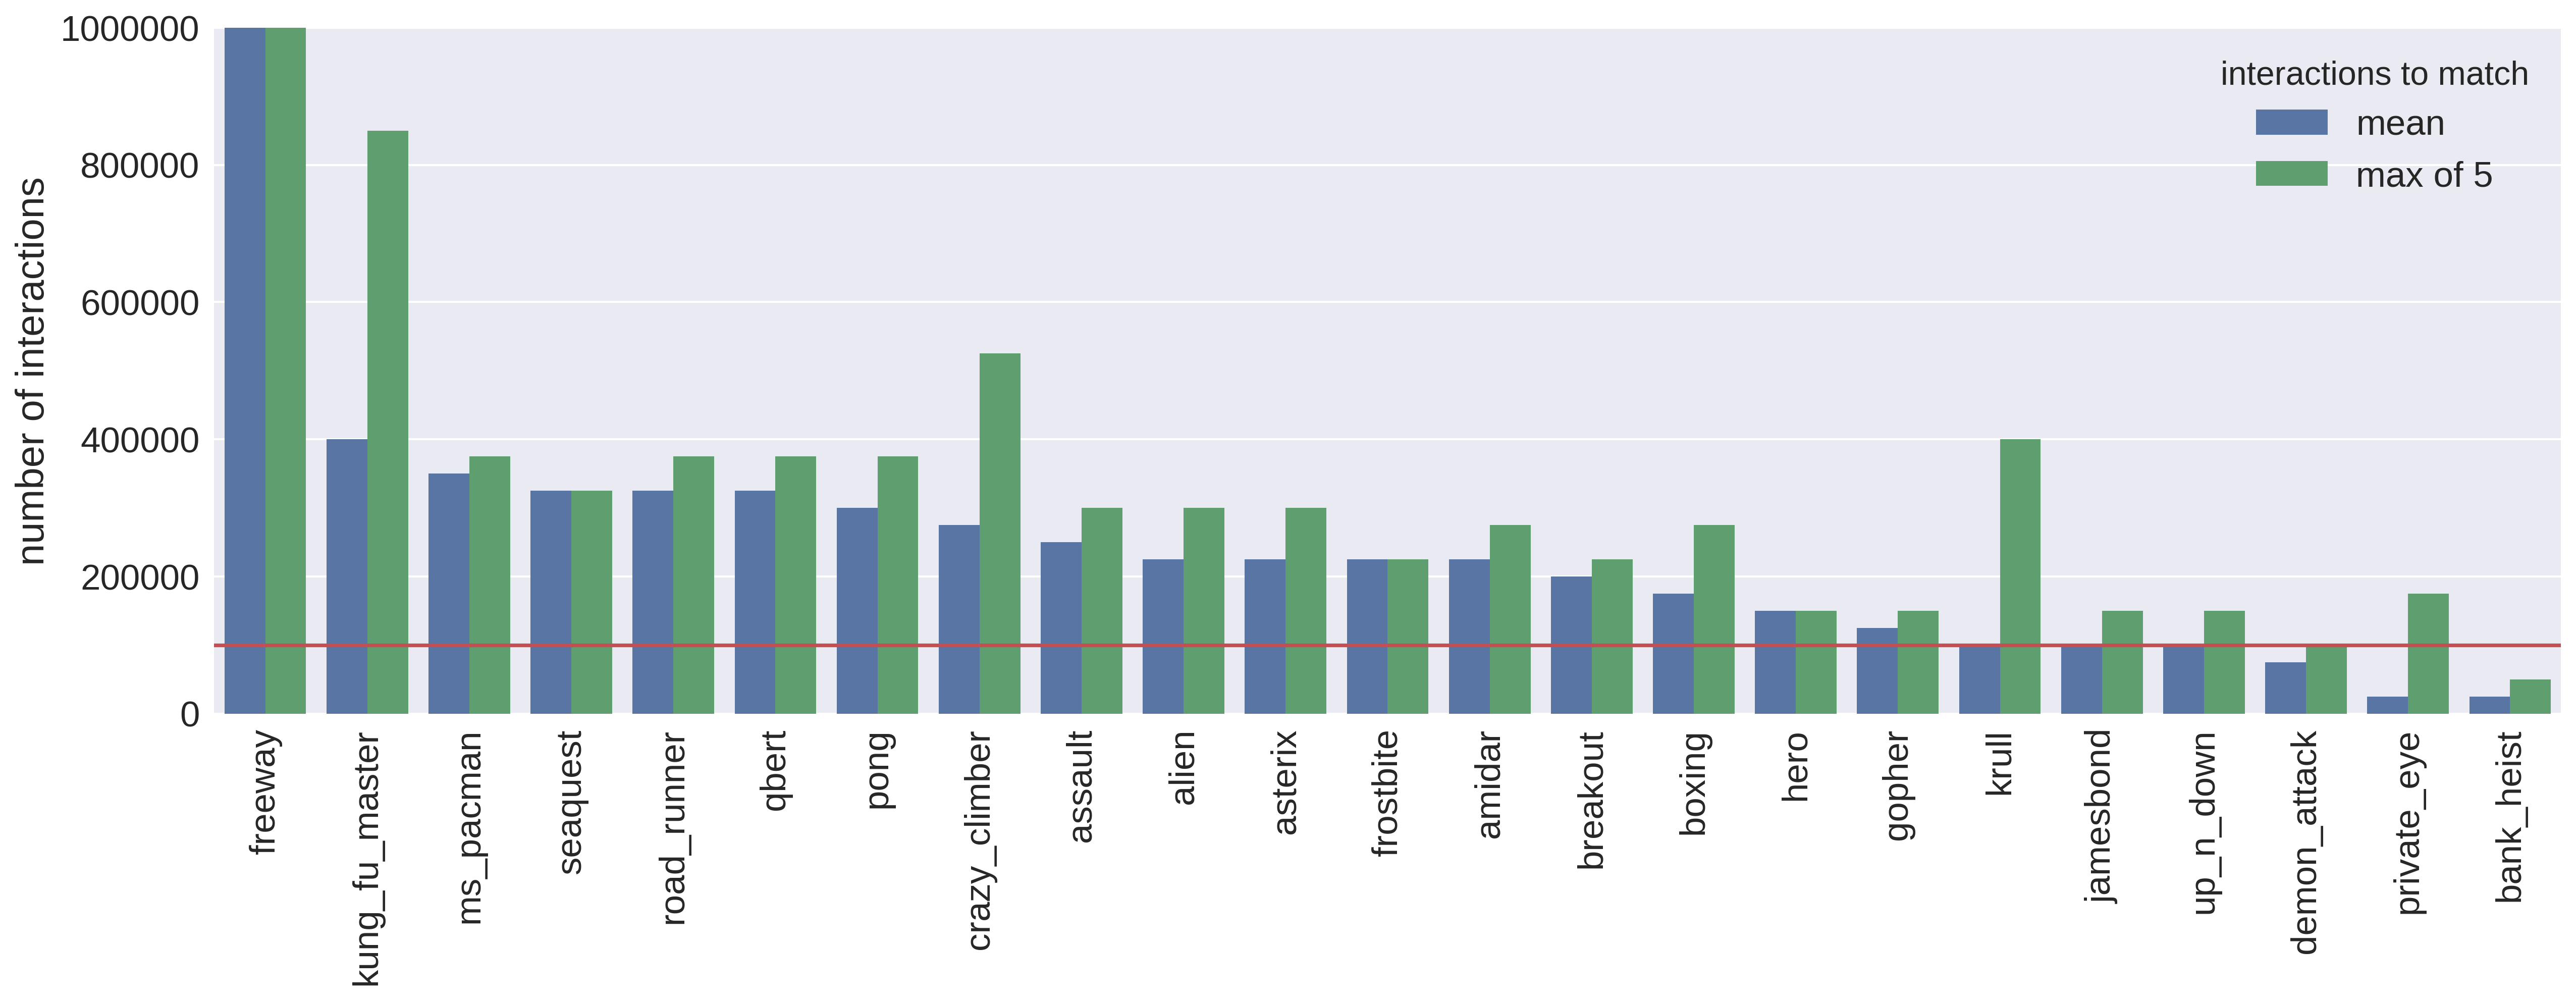 1000000
800000
600000
400000
200000
0
number of interactions
interactions to match
mean
max of 5
freeway
kung_fu_master
ms_pacman
seaquest
road_runner
qbert
pong
crazy_climber
assault
alien
asterix
frostbite
amidar
breakout
boxing
hero
gopher
krull
jamesbond
up_n_down
demon_attack
private_eye
bank_heist